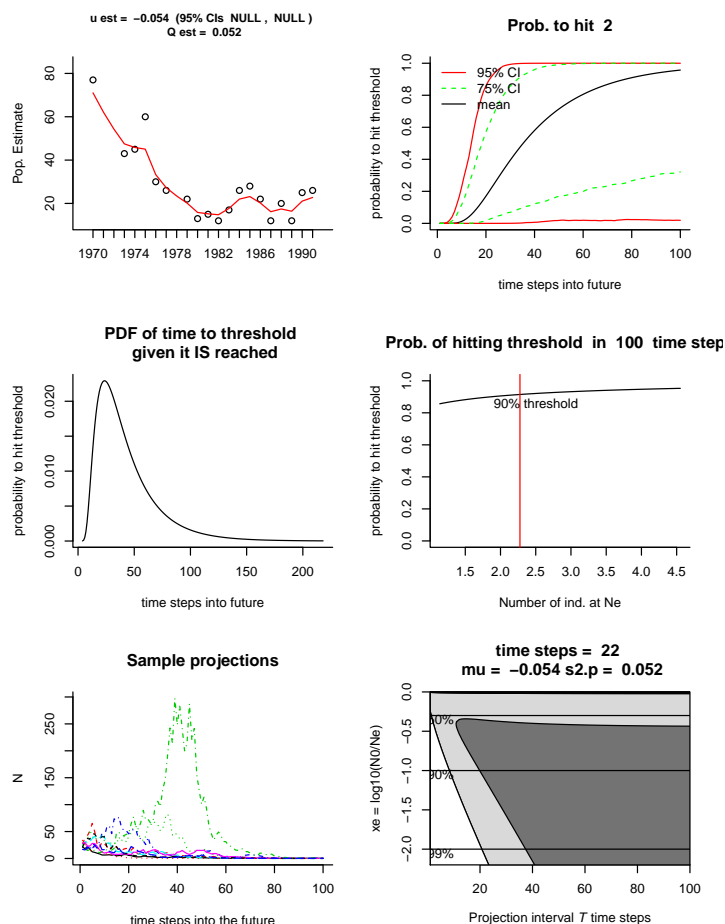 u est = −0.054 (95% CIs NULL , NULL )
Q est = 0.052
Pop. Estimate
80
60
40
20
1970 1974 1978 1982 1986 1990
Prob. to hit 2
probability to hit threshold
1.0
0.8
0.6
0.4
0.2
0.0
95% CI
75% CI
mean
0 20 40 60 80 100
time steps into future
PDF of time to threshold
given it IS reached
probability to hit threshold
0.020
0.010
0.000
0 50 100 150 200
time steps into future
Prob. of hitting threshold in 100 time step
probability to hit threshold
1.0
0.8
0.6
0.4
0.2
0.0
90% threshold
1.5 2.0 2.5 3.0 3.5 4.0 4.5
Number of ind. at Ne
Sample projections
N
250
150
50
0
0 20 40 60 80 100
time steps into the future
time steps = 22
mu = −0.054 s2.p = 0.052
xe = log10(N0/Ne)
0.0
−0.5
−1.0
−1.5
−2.0
90%
99%
20 40 60 80 100
Projection interval T time steps